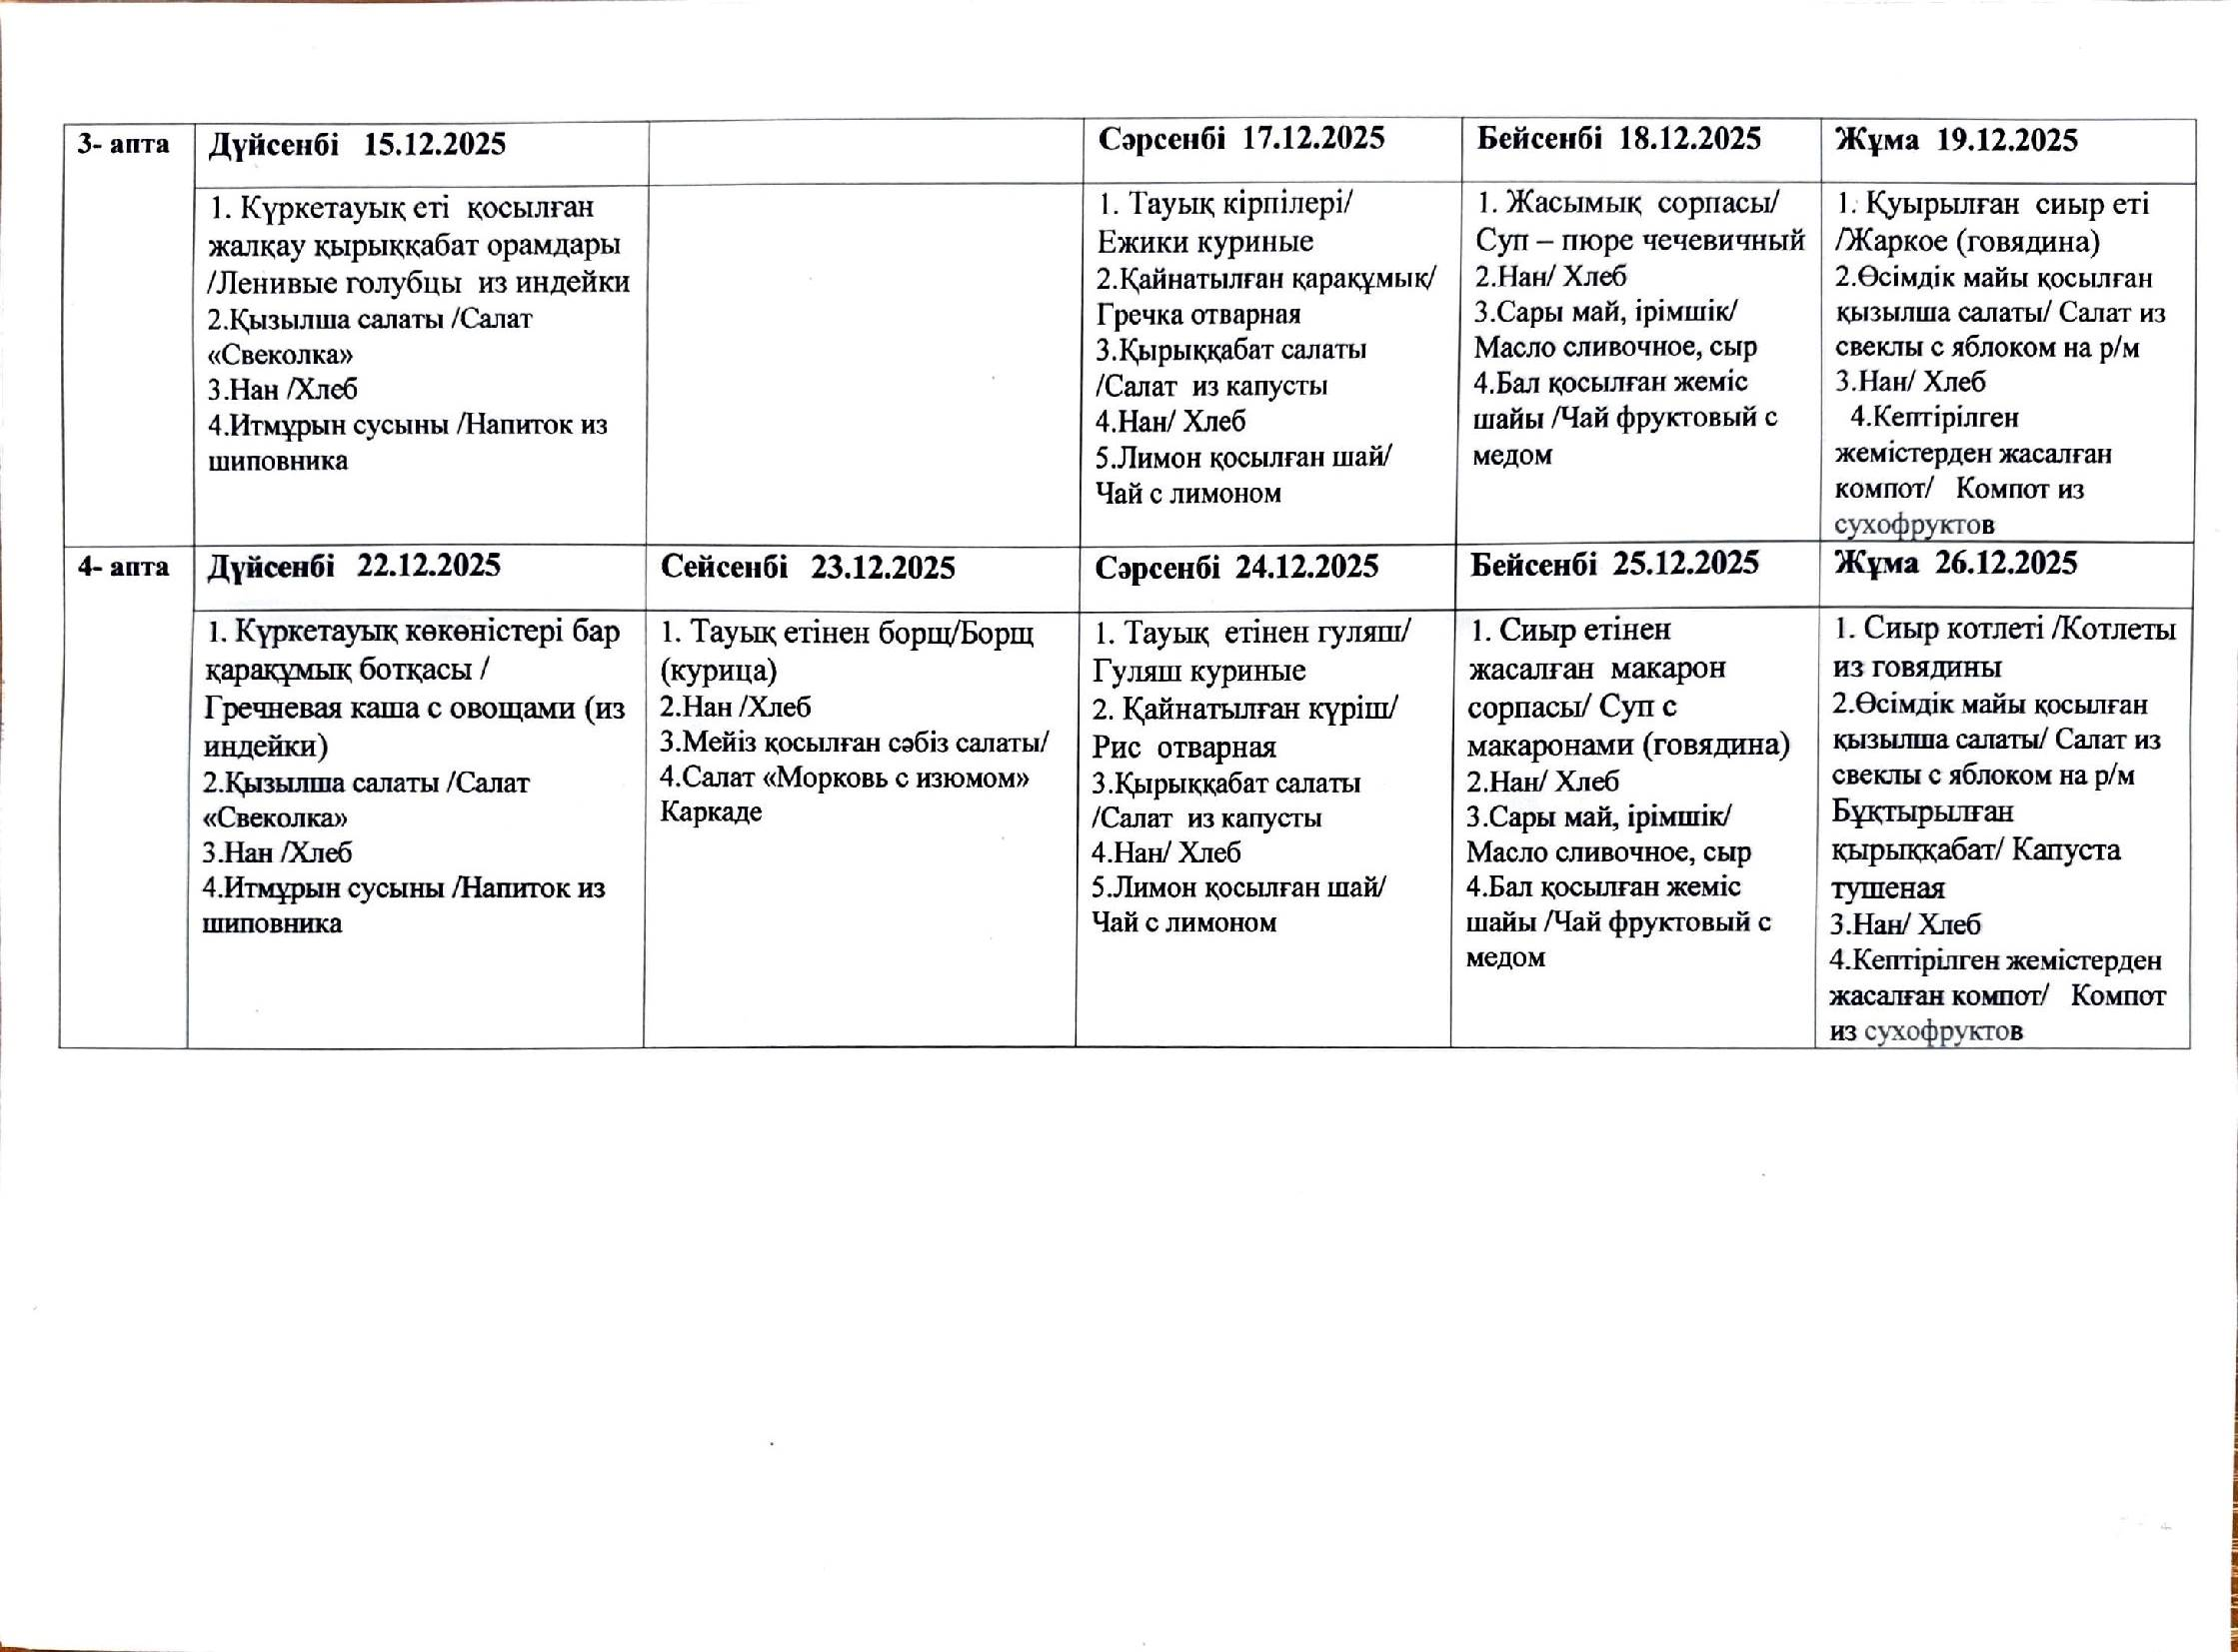 3- апта
Дүйсенбі 15.12.2025
Сәрсенбі 17.12.2025
Бейсенбі 18.12.2025
Жұма 19.12.2025
1. Күркетауық еті қосылған
жалқау қырыққабат орамдары
/Ленивые голубцы из индейки
2.Қызылша салаты /Салат
«Свеколка»
3.Нан /Хлеб
4.Итмұрын сусыны /Напиток из
шиповника
1. Тауық кірпілері/
Ежики куриные
2.Қайнатылған қарақұмық/
Гречка отварная
3.Қырыққабат салаты
/Салат из капусты
4.Нан/ Хлеб
5.Лимон қосылған шай/
Чай с лимоном
1. Жасымық сорпасы/
Суп – пюре чечевичный
2.Нан/ Хлеб
3.Сары май, ірімшік/
Масло сливочное, сыр
4.Бал қосылған жеміс
шайы /Чай фруктовый с
медом
1. Қуырылған сиыр еті
/Жаркое (говядина)
2.Өсімдік майы қосылған
қызылша салаты/ Салат из
свеклы с яблоком на р/м
3.Нан/ Хлеб
4.Кептірілген
жемістерден жасалған
компот/ Компот из
сухофруктов
4- апта
Дүйсенбі 22.12.2025
Сейсенбі 23.12.2025
Сәрсенбі 24.12.2025
Бейсенбі 25.12.2025
Жұма 26.12.2025
1. Күркетауық көкөністері бар
қарақұмық ботқасы /
Гречневая каша с овощами (из
индейки)
2.Қызылша салаты /Салат
«Свеколка»
3.Нан /Хлеб
4.Итмұрын сусыны /Напиток из
шиповника
1. Тауық етінен борщ/Борщ
(курица)
2.Нан /Хлеб
3.Мейіз қосылған сәбіз салаты/
4.Салат «Морковь с изюмом»
Каркаде
1. Тауық етінен гуляш/
Гуляш куриные
2. Қайнатылған күріш/
Рис отварная
3.Қырыққабат салаты
/Салат из капусты
4.Нан/ Хлеб
5.Лимон қосылған шай/
Чай с лимоном
1. Сиыр етінен
жасалған макарон
сорпасы/ Суп с
макаронами (говядина)
2.Нан/ Хлеб
3.Сары май, ірімшік/
Масло сливочное, сыр
4.Бал қосылған жеміс
шайы /Чай фруктовый с
медом
1. Сиыр котлеті /Котлеты
из говядины
2.Өсімдік майы қосылған
қызылша салаты/ Салат из
свеклы с яблоком на р/м
Бұқтырылған
қырыққабат/ Капуста
тушеная
3.Нан/ Хлеб
4.Кептірілген жемістерден
жасалған компот/ Компот
из сухофруктов